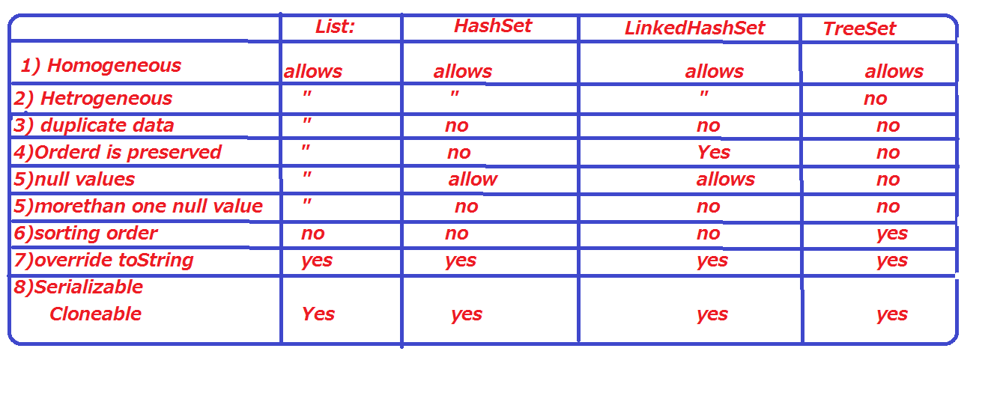 List: HashSet LinkedHashSet TreeSet
1) Homogeneous allows allows allows allows
2) Hetrogeneous " " " no
3) duplicate data " no no no
4)Orderd is preserved " no Yes no
5)null values " allow allows no
5)morethan one null value " no no no
6)sorting order no no no yes
7)override toString yes yes yes yes
8)Serializable
Cloneable Yes yes yes yes